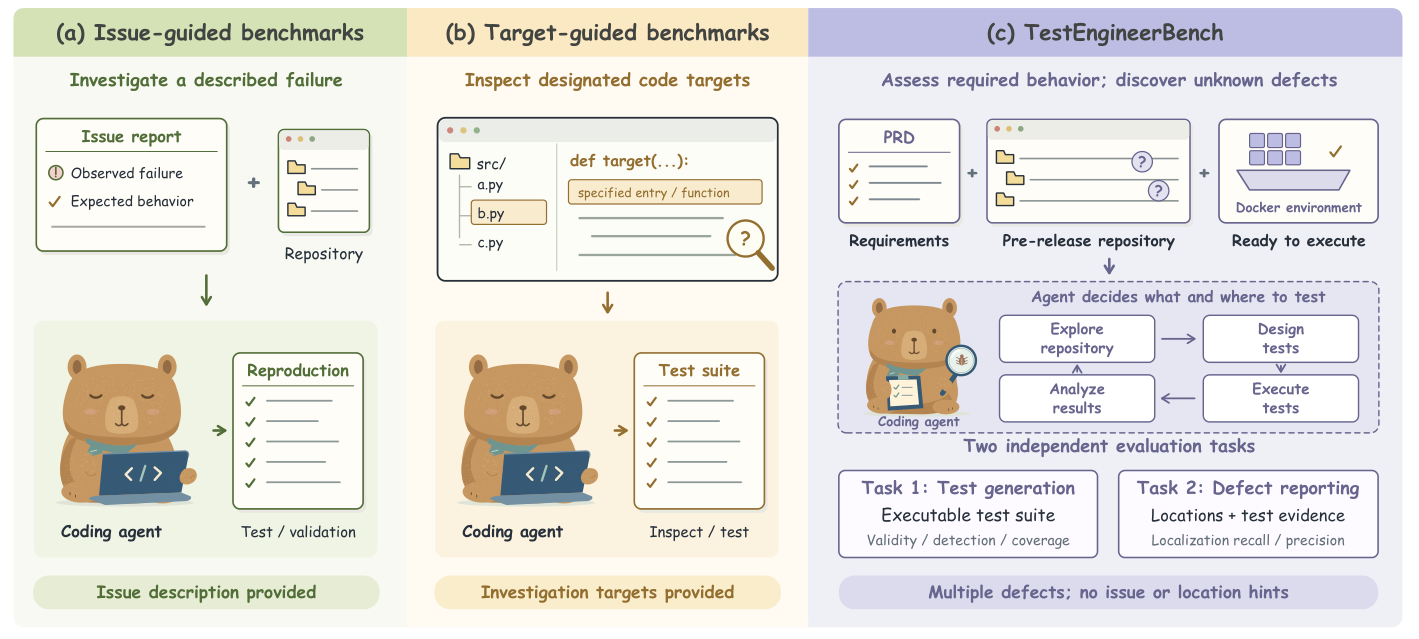 (a) Issue-guided benchmarks
Investigate a described failure
Issue report
! Observed failure
Expected behavior
+
Repository
Reproduction
</>
Coding agent
Test / validation
Issue description provided
(b) Target-guided benchmarks
Inspect designated code targets
src/
a.py
b.py
c.py
def target(...):
specified entry / function
?
Test suite
</>
Coding agent
Inspect / test
Investigation targets provided
(c) TestEngineerBench
Assess required behavior; discover unknown defects
PRD
Requirements
+
?
?
Pre-release repository
+
Docker environment
Ready to execute
Agent decides what and where to test
Explore
repository
Design
tests
Analyze
results
Execute
tests
Coding agent
Two independent evaluation tasks
Task 1: Test generation
Executable test suite
Validity / detection / coverage
Task 2: Defect reporting
Locations + test evidence
Localization recall / precision
Multiple defects; no issue or location hints